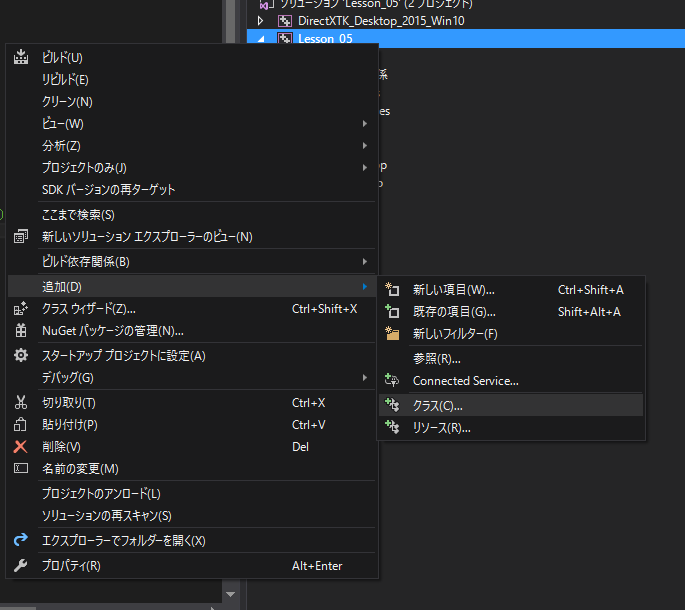 ソリューション 'Lesson_05' (2 プロジェクト)
DirectXTK_Desktop_2015_Win10
Lesson_05
係
es
p
ビルド(U)
リビルド(E)
クリーン(N)
ビュー(W)
分析(Z)
プロジェクトのみ(J)
SDK バージョンの再ターゲット
ここまで検索(S)
新しいソリューション エクスプローラーのビュー(N)
ビルド依存関係(B)
追加(D)
クラス ウィザード(Z)... Ctrl+Shift+X
NuGet パッケージの管理(N)...
スタートアップ プロジェクトに設定(A)
デバッグ(G)
切り取り(T) Ctrl+X
貼り付け(P) Ctrl+V
削除(V) Del
名前の変更(M)
プロジェクトのアンロード(L)
ソリューションの再スキャン(S)
エクスプローラーでフォルダーを開く(X)
プロパティ(R) Alt+Enter
新しい項目(W)... Ctrl+Shift+A
既存の項目(G)... Shift+Alt+A
新しいフィルター(F)
参照(R)...
Connected Service...
クラス(C)...
リソース(R)...